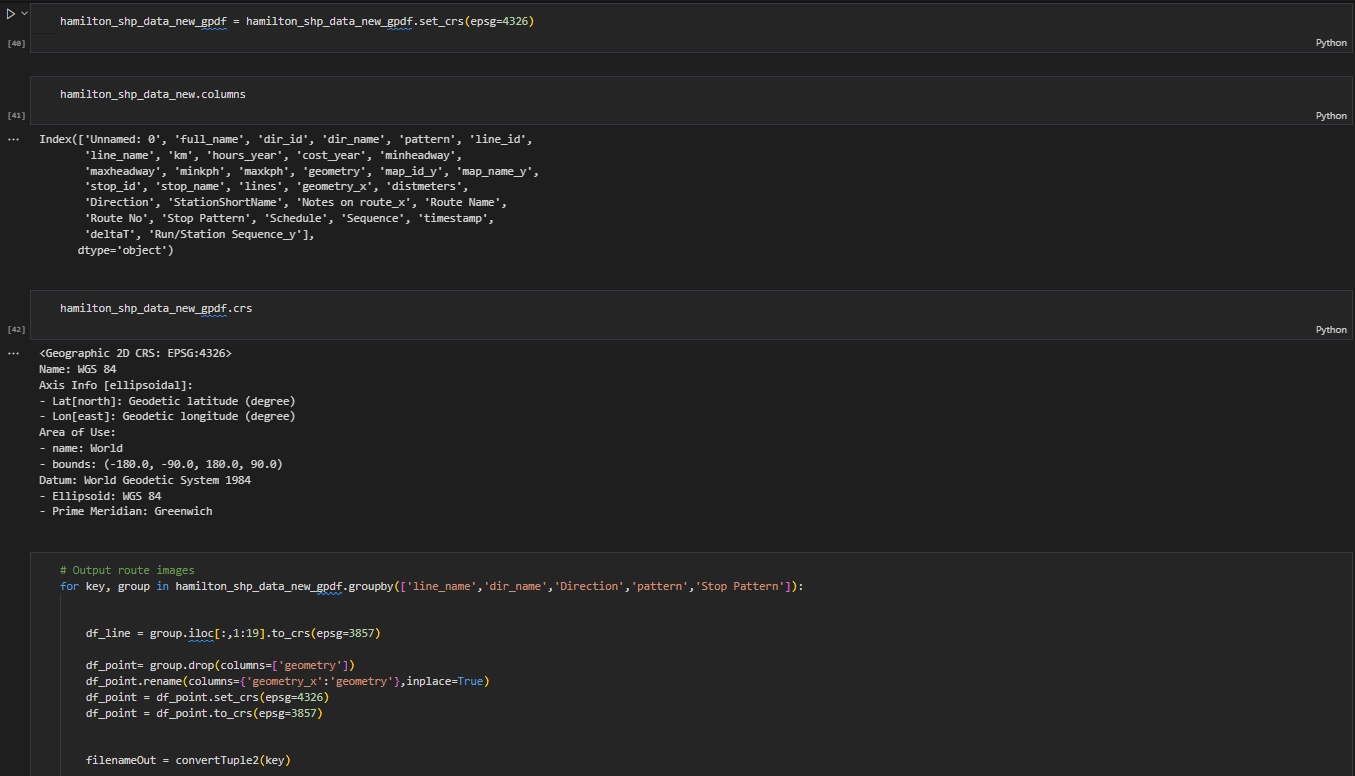 hamilton_shp_data_new_gpdf = hamilton_shp_data_new_gpdf.set_crs(epsg=4326)
[40]
Python
hamilton_shp_data_new.columns
[41]
Python
... Index(['Unnamed: 0', 'full_name', 'dir_id', 'dir_name', 'pattern', 'line_id',
'line_name', 'km', 'hours_year', 'cost_year', 'minheadway',
'maxheadway', 'minkph', 'maxkph', 'geometry', 'map_id_y', 'map_name_y',
'stop_id', 'stop_name', 'lines', 'geometry_x', 'distmeters',
'Direction', 'StationShortName', 'Notes on route_x', 'Route Name',
'Route No', 'Stop Pattern', 'Schedule', 'Sequence', 'timestamp',
'deltaT', 'Run/Station Sequence_y'],
dtype='object')
hamilton_shp_data_new_gpdf.crs
[42]
Python
... <Geographic 2D CRS: EPSG:4326>
Name: WGS 84
Axis Info [ellipsoidal]:
- Lat[north]: Geodetic latitude (degree)
- Lon[east]: Geodetic longitude (degree)
Area of Use:
- name: World
- bounds: (-180.0, -90.0, 180.0, 90.0)
Datum: World Geodetic System 1984
- Ellipsoid: WGS 84
- Prime Meridian: Greenwich
# Output route images
for key, group in hamilton_shp_data_new_gpdf.groupby(['line_name','dir_name','Direction','pattern','Stop Pattern']):
df_line = group.iloc[:,1:19].to_crs(epsg=3857)
df_point= group.drop(columns=['geometry'])
df_point.rename(columns={'geometry_x':'geometry'},inplace=True)
df_point = df_point.set_crs(epsg=4326)
df_point = df_point.to_crs(epsg=3857)
filenameOut = convertTuple2(key)